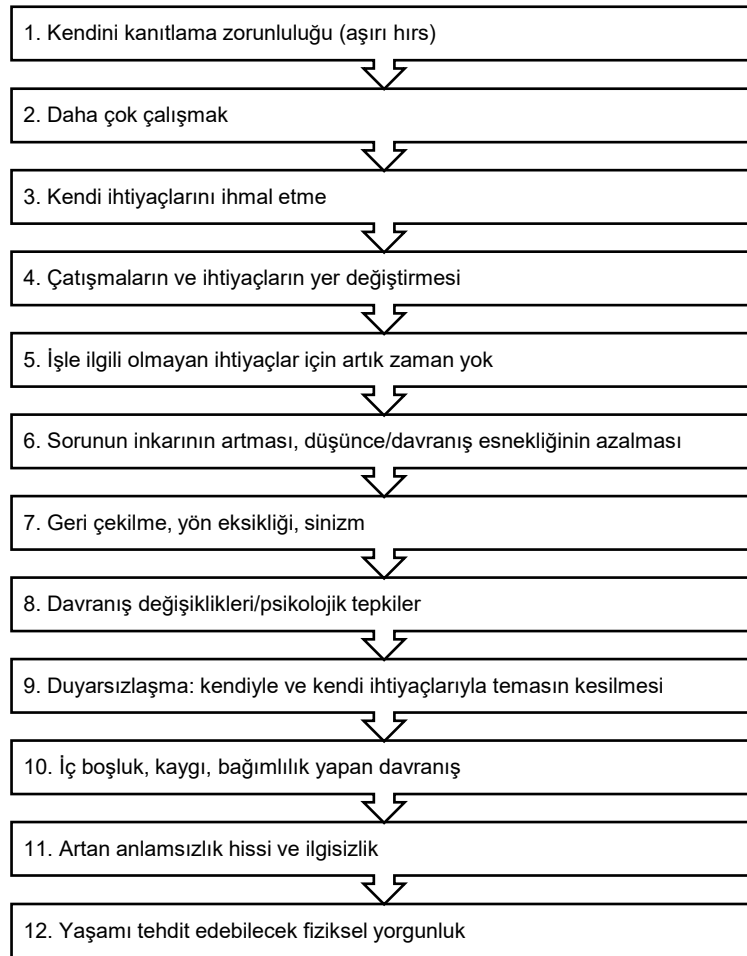 1. Kendini kanıtlama zorunluluğu (aşırı hırs)
2. Daha çok çalışmak
3. Kendi ihtiyaçlarını ihmal etme
4. Çatışmaların ve ihtiyaçların yer değiştirmesi
5. İşle ilgili olmayan ihtiyaçlar için artık zaman yok
6. Sorunun inkarının artması, düşünce/davranış esnekliğinin azalması
7. Geri çekilme, yön eksikliği, sinizm
8. Davranış değişiklikleri/psikolojik tepkiler
9. Duyarsızlaşma: kendiyle ve kendi ihtiyaçlarıyla temasın kesilmesi
10. İç boşluk, kaygı, bağımlılık yapan davranış
11. Artan anlamsızlık hissi ve ilgisizlik
12. Yaşamı tehdit edebilecek fiziksel yorgunluk